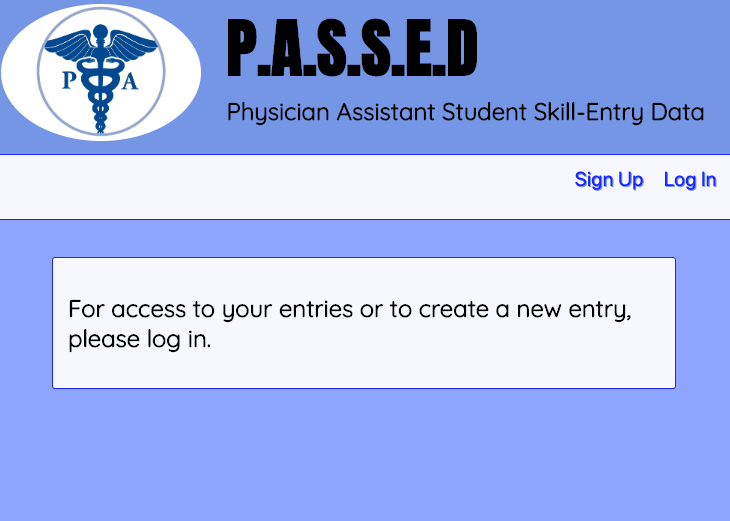 P A
P.A.S.S.E.D
Physician Assistant Student Skill-Entry Data
Sign Up Log In
For access to your entries or to create a new entry,
please log in.